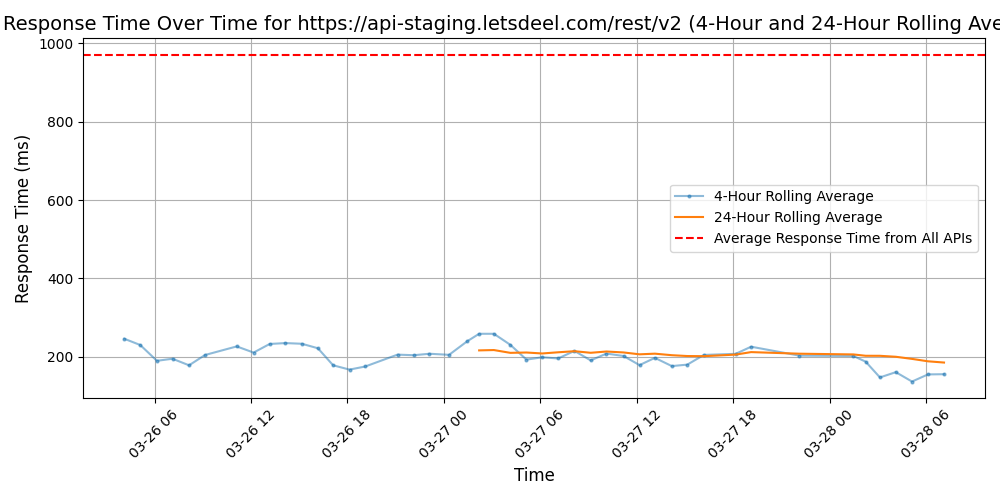 Response Time Over Time for https://api-staging.letsdeel.com/rest/v2 (4-Hour and 24-Hour Rolling Ave
Response Time (ms)
1000
800
600
400
200
4-Hour Rolling Average
24-Hour Rolling Average
Average Response Time from All APIs
03-26 06
03-26 12
03-26 18
03-27 00
03-27 06
03-27 12
03-27 18
03-28 00
03-28 06
Time